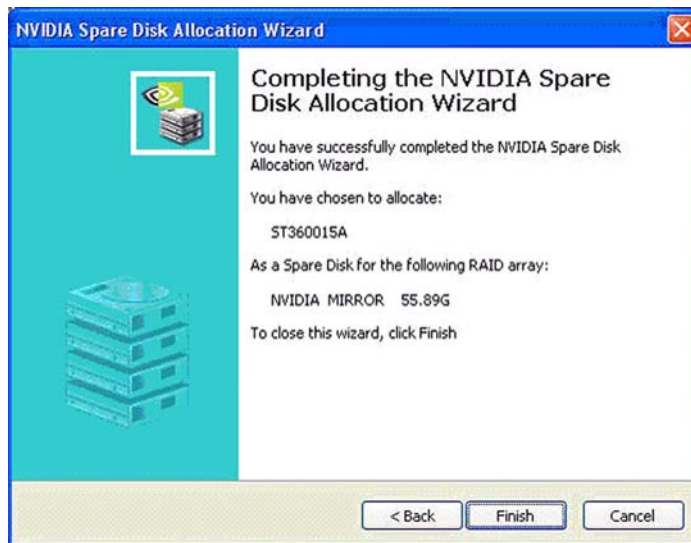 NVIDIA Spare Disk Allocation Wizard
Completing the NVIDIA Spare
Disk Allocation Wizard
You have successfully completed the NVIDIA Spare Disk
Allocation Wizard.
You have chosen to allocate:
ST360015A
As a Spare Disk for the following RAID array:
NVIDIA MIRROR 55.89G
To close this wizard, click Finish
< Back Finish Cancel